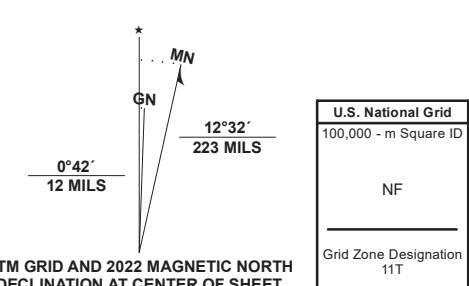 ★
MN
GN
12°32´
223 MILS
0°42´
12 MILS
TM GRID AND 2022 MAGNETIC NORTH
DECLINATION AT CENTER OF SHEET
U.S. National Grid
100,000 - m Square ID
NF
Grid Zone Designation
11T